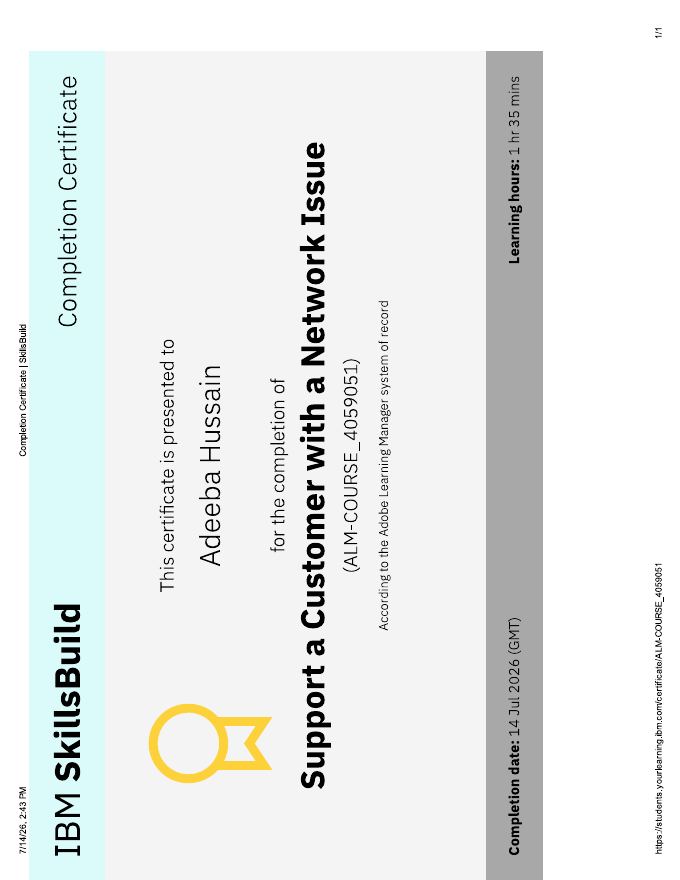 7/14/26, 2:43 PM
Completion Certificate | SkillsBuild
IBM SkillsBuild
Completion Certificate
This certificate is presented to
Adeeba Hussain
for the completion of
Support a Customer with a Network Issue
(ALM-COURSE_4059051)
According to the Adobe Learning Manager system of record
Completion date: 14 Jul 2026 (GMT)
Learning hours: 1 hr 35 mins
https://students.yourlearning.ibm.com/certificate/ALM-COURSE_4059051
1/1